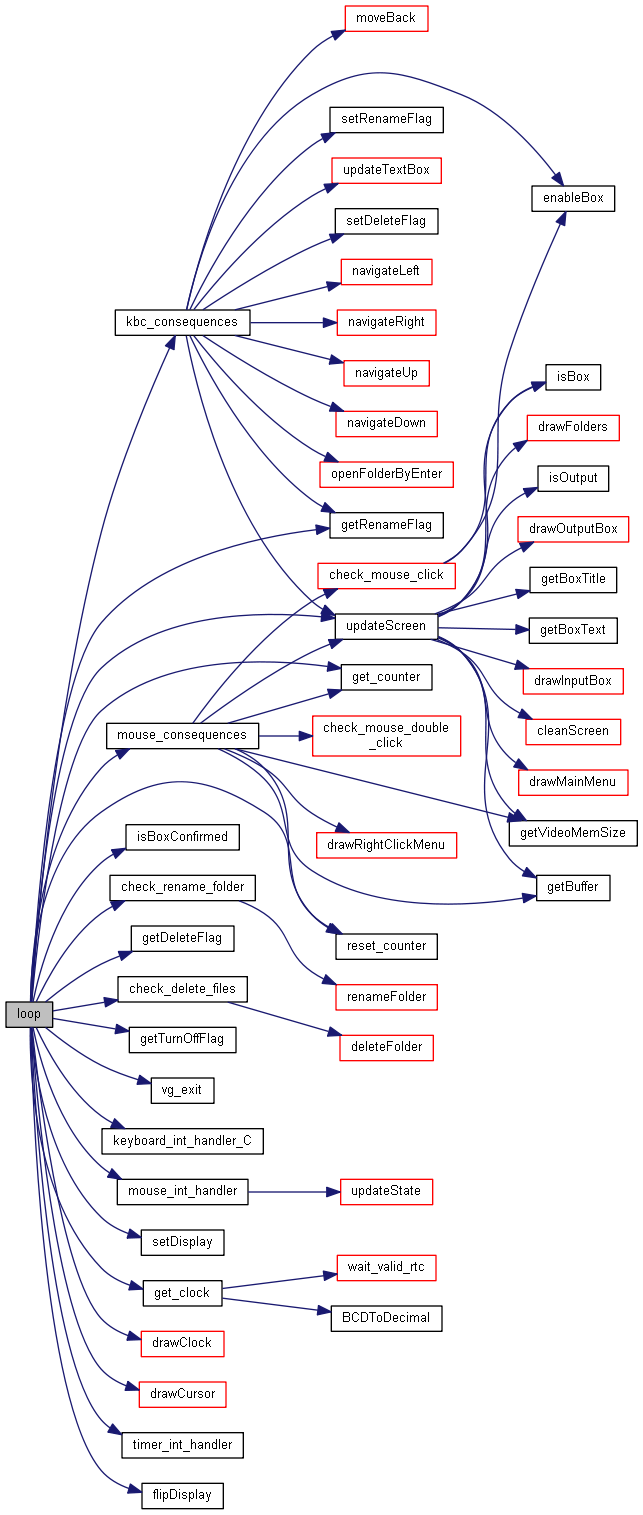 moveBack
setRenameFlag
updateTextBox
enableBox
setDeleteFlag
navigateLeft
kbc_consequences
navigateRight
navigateUp
isBox
navigateDown
drawFolders
openFolderByEnter
isOutput
getRenameFlag
drawOutputBox
check_mouse_click
getBoxTitle
updateScreen
getBoxText
get_counter
drawInputBox
mouse_consequences
check_mouse_double
_click
cleanScreen
drawMainMenu
isBoxConfirmed
drawRightClickMenu
getVideoMemSize
check_rename_folder
getBuffer
getDeleteFlag
reset_counter
check_delete_files
renameFolder
loop
getTurnOffFlag
deleteFolder
vg_exit
keyboard_int_handler_C
mouse_int_handler
updateState
setDisplay
get_clock
wait_valid_rtc
BCDToDecimal
drawClock
drawCursor
timer_int_handler
flipDisplay